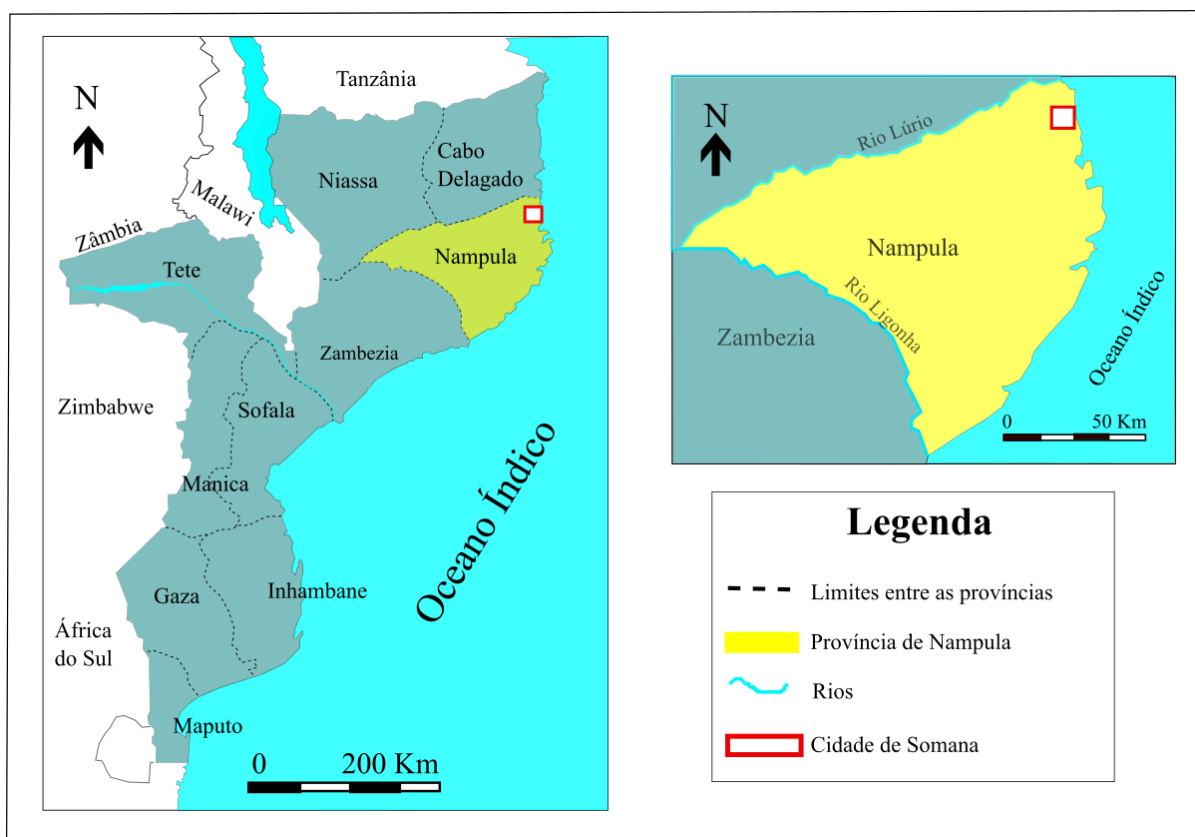 Tanzânia
N
Cabo
Delagado
Niassa
Malawi
Zâmbia
Nampula
Tete
Zambezia
Zimbabwe
Sofala
Manica
Oceano Índico
Gaza
Inhambane
África
do Sul
Maputo
0 200 Km
N
Rio Lúrio
Nampula
Rio Ligonha
Zambezia
Oceano Índico
0 50 Km
Legenda
Limites entre as províncias
Província de Nampula
Rios
Cidade de Somana